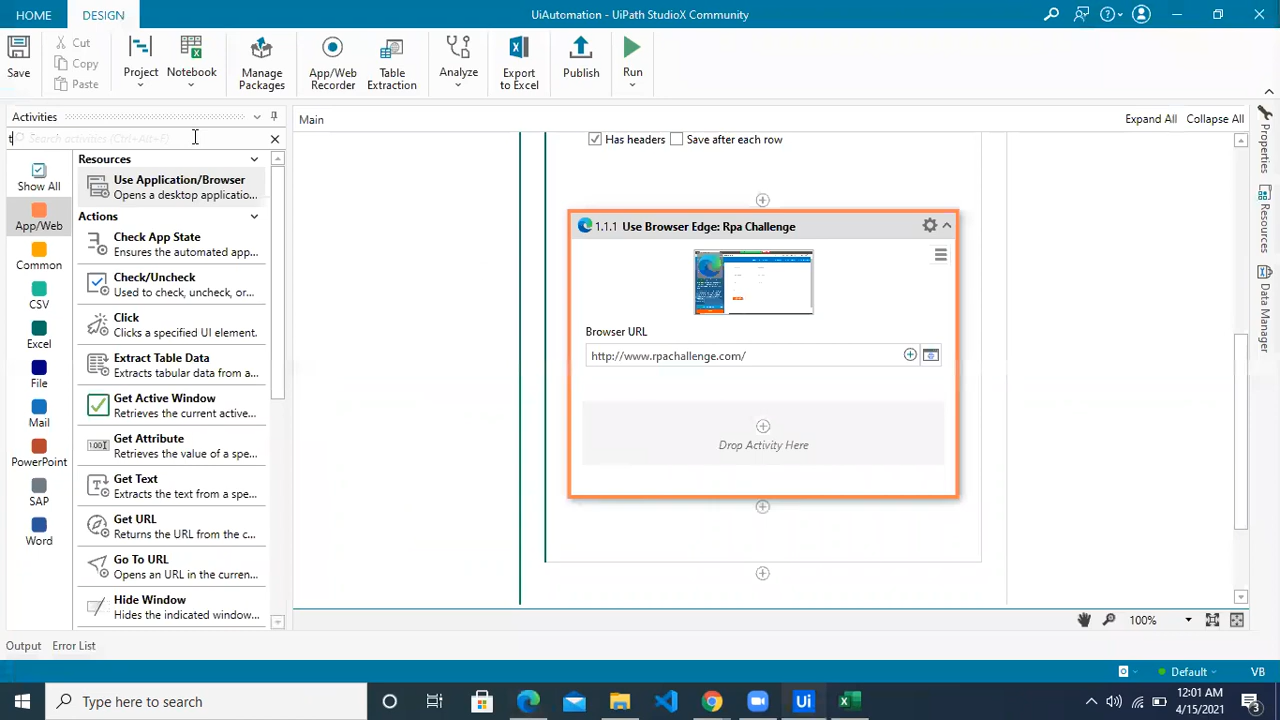 HOME
DESIGN
UiAutomation - UiPath StudioX Community
Save
Cut
Copy
Paste
Project
Notebook
Manage
Packages
App/Web
Recorder
Table
Extraction
Analyze
Export
to Excel
Publish
Run
Activities
Main
Expand All
Collapse All
t
Search activities (Ctrl+Alt+F)
Show All
App/Web
Common
CSV
Excel
File
Mail
PowerPoint
SAP
Word
Resources
Use Application/Browser
Opens a desktop applicatio...
Actions
Check App State
Ensures the automated app...
Check/Uncheck
Used to check, uncheck, or...
Click
Clicks a specified UI element.
Extract Table Data
Extracts tabular data from a...
Get Active Window
Retrieves the current active...
Get Attribute
Retrieves the value of a spe...
Get Text
Extracts the text from a spe...
Get URL
Returns the URL from the c...
Go To URL
Opens an URL in the curren...
Hide Window
Hides the indicated window...
Has headers
Save after each row
1.1.1 Use Browser Edge: Rpa Challenge
Browser URL
http://www.rpachallenge.com/
Drop Activity Here
Properties
Resources
Data Manager
100%
Output
Error List
Default
VB
Type here to search
Ui
12:01 AM
4/15/2021
3